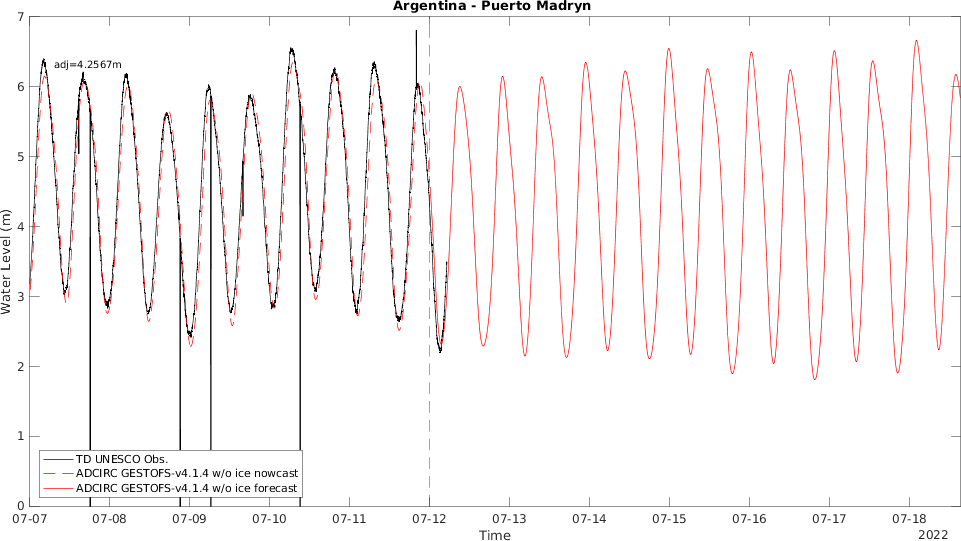 Argentina - Puerto Madryn
7
adj=4.2567m
6
5
4
3
2
1
0
Water Level (m)
TD UNESCO Obs.
ADCIRC GESTOFS-v4.1.4 w/o ice nowcast
ADCIRC GESTOFS-v4.1.4 w/o ice forecast
07-07 07-08 07-09 07-10 07-11 07-12 07-13 07-14 07-15 07-16 07-17 07-18
Time
2022